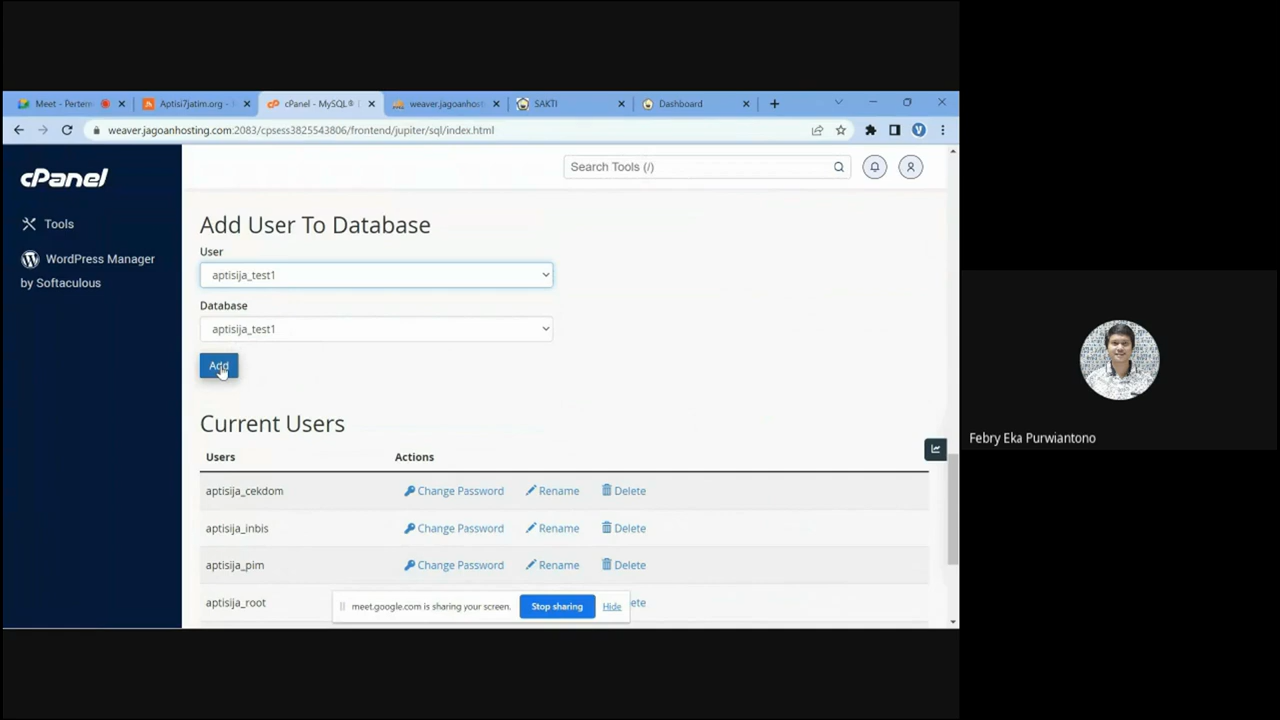 Meet - Pertem
Aptisi7jatim.org -
cPanel - MySQL®
weaver.jagoanhost
SAKTI
Dashboard
weaver.jagoanhosting.com:2083/cpsess3825543806/frontend/jupiter/sql/index.html
V
cPanel
Search Tools (/)
Tools
WordPress Manager
by Softaculous
Add User To Database
User
aptisija_test1
Database
aptisija_test1
Add
Current Users
Users Actions
aptisija_cekdom Change Password Rename Delete
aptisija_inbis Change Password Rename Delete
aptisija_pim Change Password Rename Delete
aptisija_root ete
meet.google.com is sharing your screen. Stop sharing Hide
Febry Eka Purwiantono